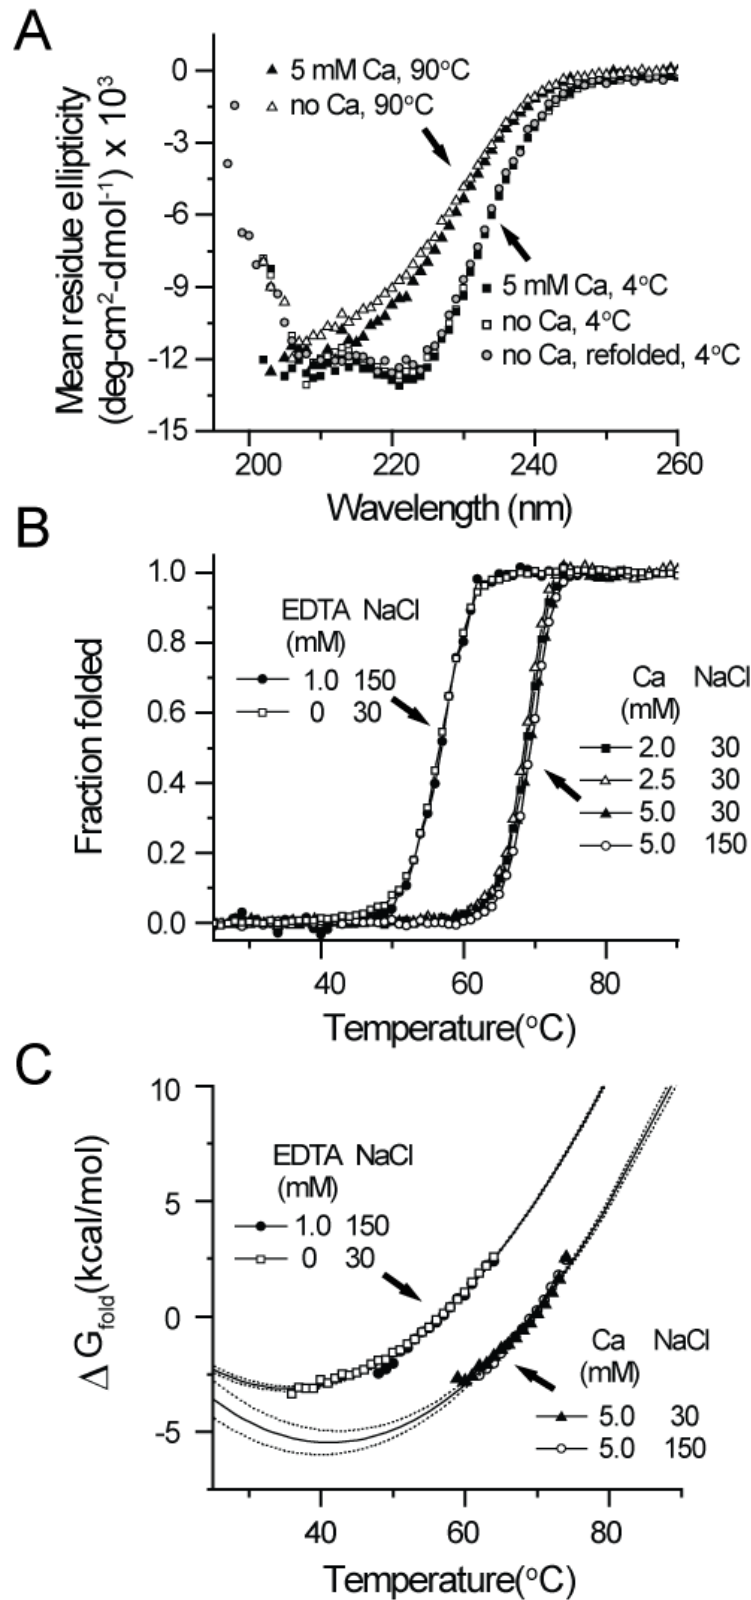 A
5 mM Ca, 90°C
no Ca, 90°C
Mean residue ellipticity
(deg-cm²-dmol⁻¹) x 10³
0
-3
-6
-9
-12
-15
5 mM Ca, 4°C
no Ca, 4°C
no Ca, refolded, 4°C
200 220 240 260
Wavelength (nm)
B
Fraction folded
1.0
0.8
0.6
0.4
0.2
0.0
EDTA NaCl
(mM)
1.0 150
0 30
Ca NaCl
(mM)
2.0 30
2.5 30
5.0 30
5.0 150
40 60 80
Temperature(°C)
C
ΔG fold (kcal/mol)
10
5
0
-5
EDTA NaCl
(mM)
1.0 150
0 30
Ca NaCl
(mM)
5.0 30
5.0 150
40 60 80
Temperature(°C)